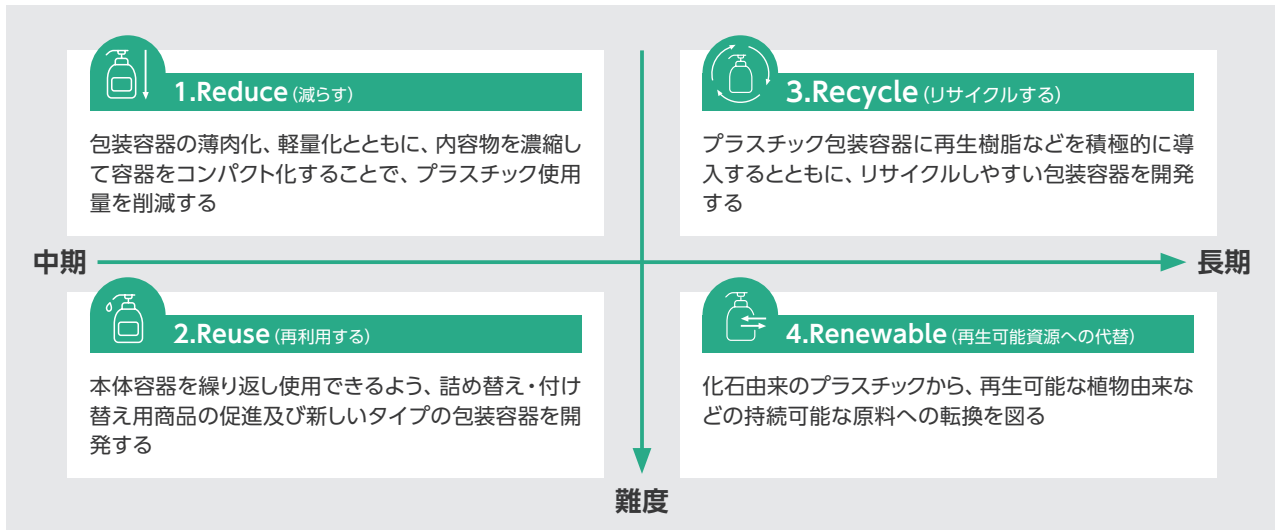 1.Reduce(減らす)
包装容器の薄肉化、軽量化とともに、内容物を濃縮し
て容器をコンパクト化することで、プラスチック使用
量を削減する
3.Recycle(リサイクルする)
プラスチック包装容器に再生樹脂などを積極的に導
入するとともに、リサイクルしやすい包装容器を開発
する
中期
長期
2.Reuse(再利用する)
本体容器を繰り返し使用できるよう、詰め替え・付け
替え用商品の促進及び新しいタイプの包装容器を開
発する
4.Renewable(再生可能資源への代替)
化石由来のプラスチックから、再生可能な植物由来な
どの持続可能な原料への転換を図る
難度